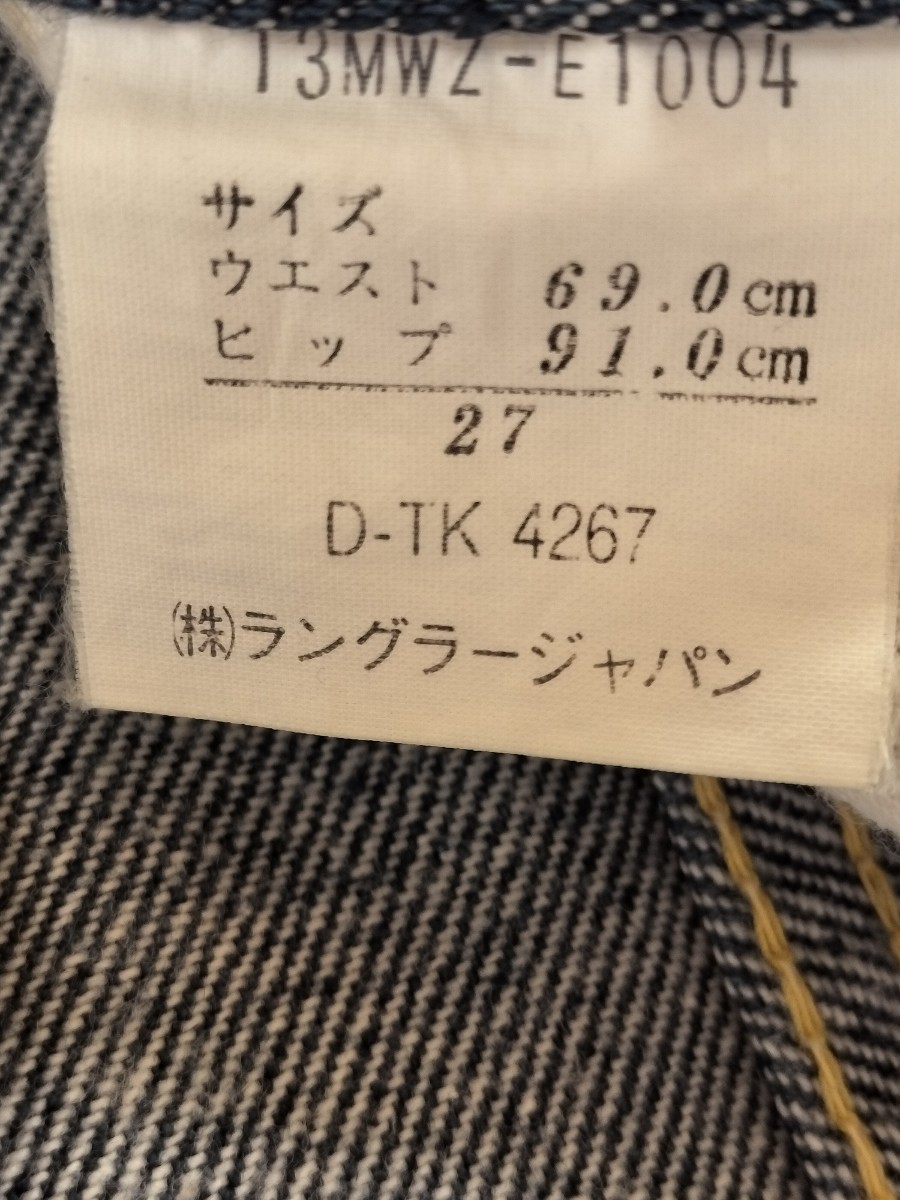 13MWZ-E1004
サイズ
ウエスト 69.0cm
ヒップ 91.0cm
27
D-TK 4267
㈱ラングラージャパン